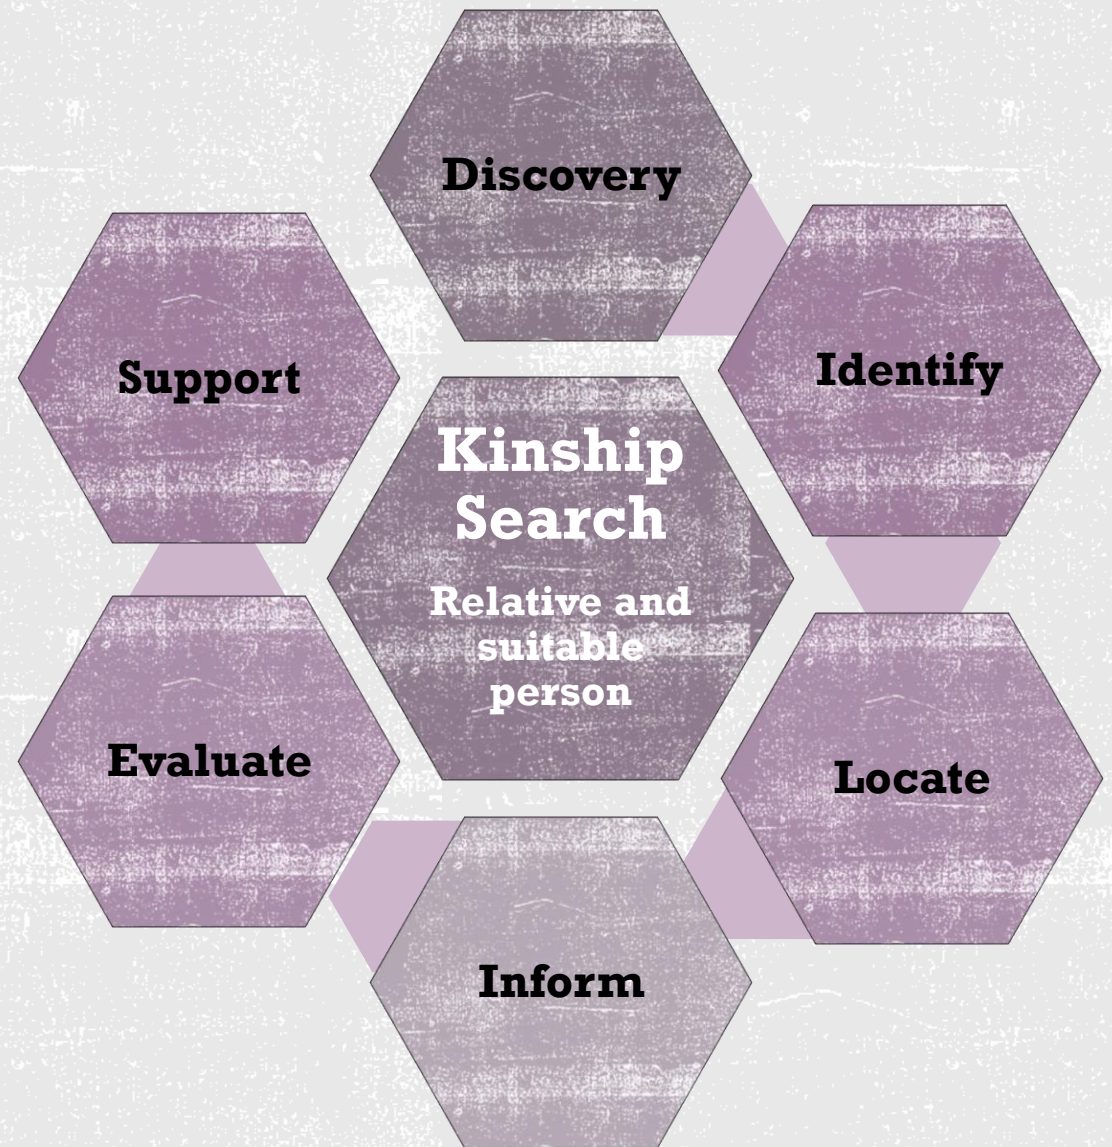 Discovery
Identify
Locate
Inform
Evaluate
Support
Kinship
Search
Relative and
suitable
person